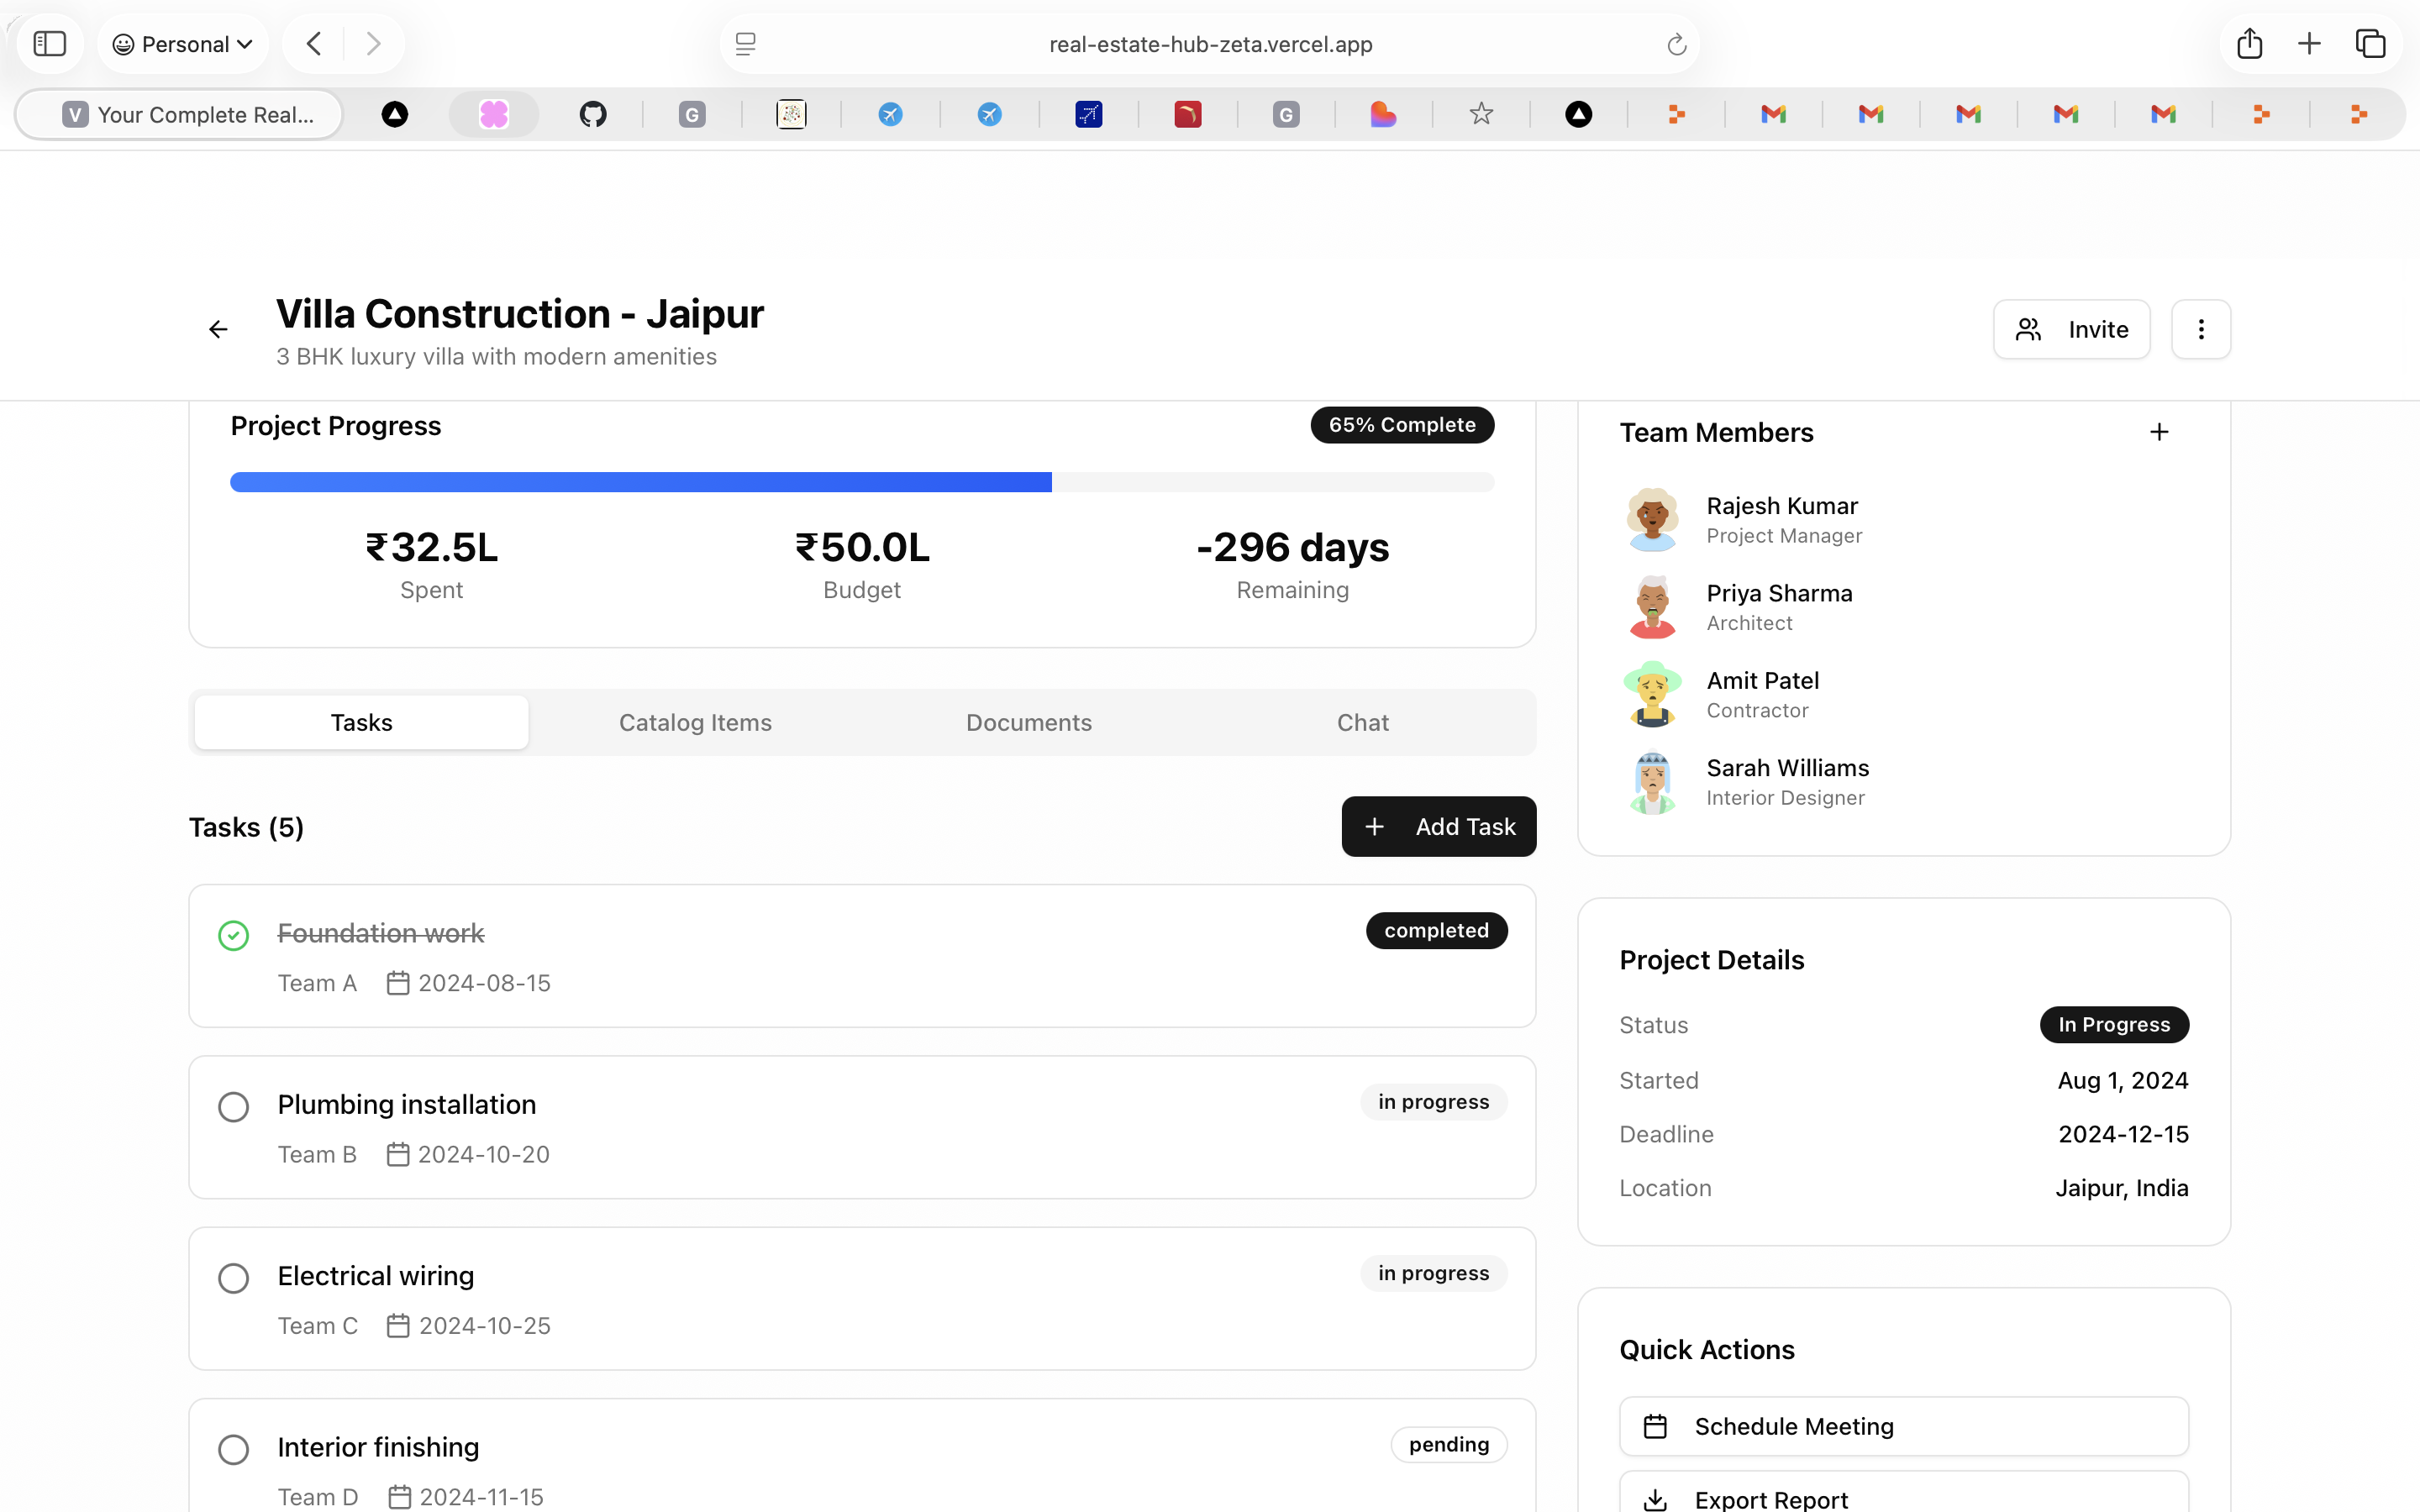 Personal
real-estate-hub-zeta.vercel.app
V Your Complete Real...
G
G
Villa Construction - Jaipur
3 BHK luxury villa with modern amenities
Invite
Project Progress
65% Complete
₹32.5L
Spent
₹50.0L
Budget
-296 days
Remaining
Tasks
Catalog Items
Documents
Chat
Tasks (5)
Add Task
Foundation work
completed
Team A
2024-08-15
Plumbing installation
in progress
Team B
2024-10-20
Electrical wiring
in progress
Team C
2024-10-25
Interior finishing
pending
Team D
2024-11-15
Team Members
Rajesh Kumar
Project Manager
Priya Sharma
Architect
Amit Patel
Contractor
Sarah Williams
Interior Designer
Project Details
Status
In Progress
Started
Aug 1, 2024
Deadline
2024-12-15
Location
Jaipur, India
Quick Actions
Schedule Meeting
Export Report